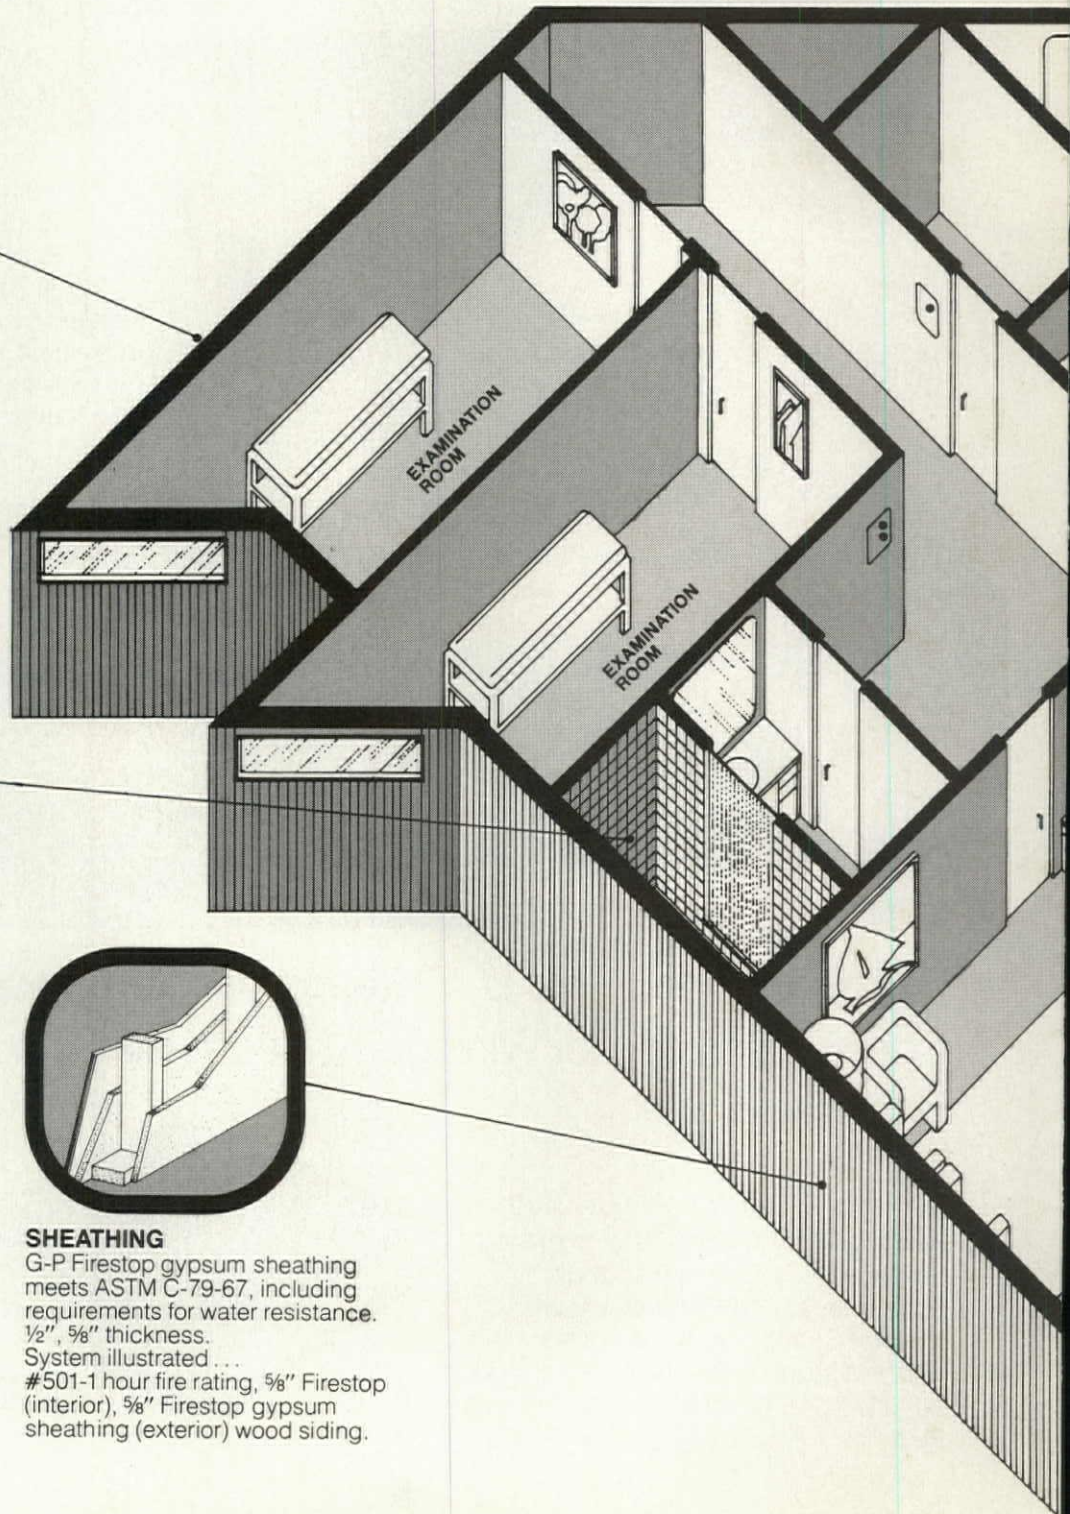 EXAMINATION
ROOM
EXAMINATION
ROOM
SHEATHING
G-P Firestop gypsum sheathing
meets ASTM C-79-67, including
requirements for water resistance.
½", ⅝" thickness.
System illustrated . . .
#501-1 hour fire rating, ⅝" Firestop
(interior), ⅝" Firestop gypsum
sheathing (exterior) wood siding.